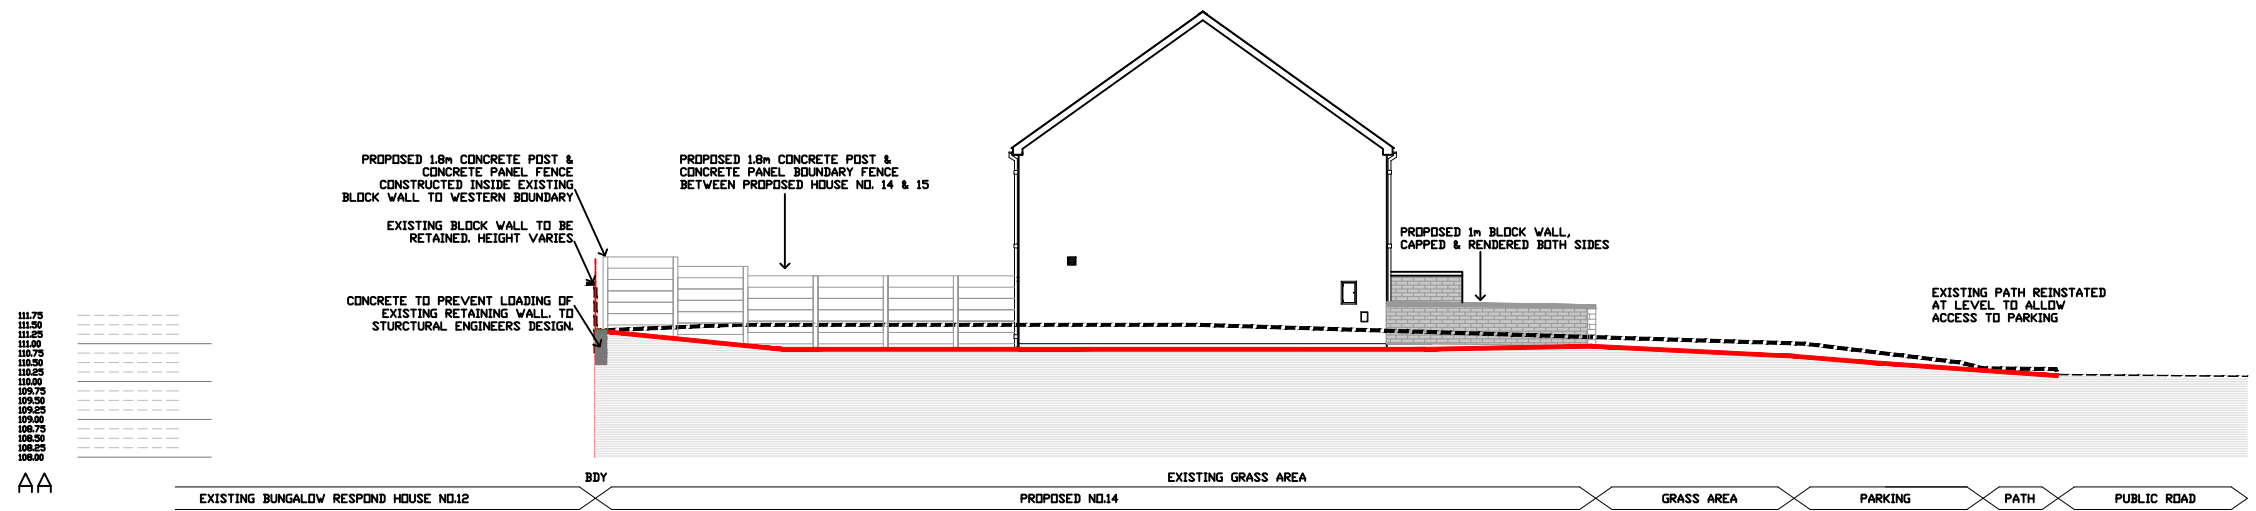 PROPOSED 1.8m CONCRETE POST &
CONCRETE PANEL FENCE
CONSTRUCTED INSIDE EXISTING
BLOCK WALL TO WESTERN BOUNDARY
EXISTING BLOCK WALL TO BE
RETAINED. HEIGHT VARIES
CONCRETE TO PREVENT LOADING OF
EXISTING RETAINING WALL. TO
STURCTURAL ENGINEERS DESIGN.
PROPOSED 1.8m CONCRETE POST &
CONCRETE PANEL BOUNDARY FENCE
BETWEEN PROPOSED HOUSE NO. 14 & 15
PROPOSED 1m BLOCK WALL,
CAPPED & RENDERED BOTH SIDES
EXISTING PATH REINSTATED
AT LEVEL TO ALLOW
ACCESS TO PARKING
111.75
111.50
111.25
111.00
110.75
110.50
110.25
110.00
109.75
109.50
109.25
109.00
108.75
108.50
108.25
108.00
AA
BDY
EXISTING GRASS AREA
EXISTING BUNGALOW RESPOND HOUSE NO.12
PROPOSED NO.14
GRASS AREA
PARKING
PATH
PUBLIC ROAD